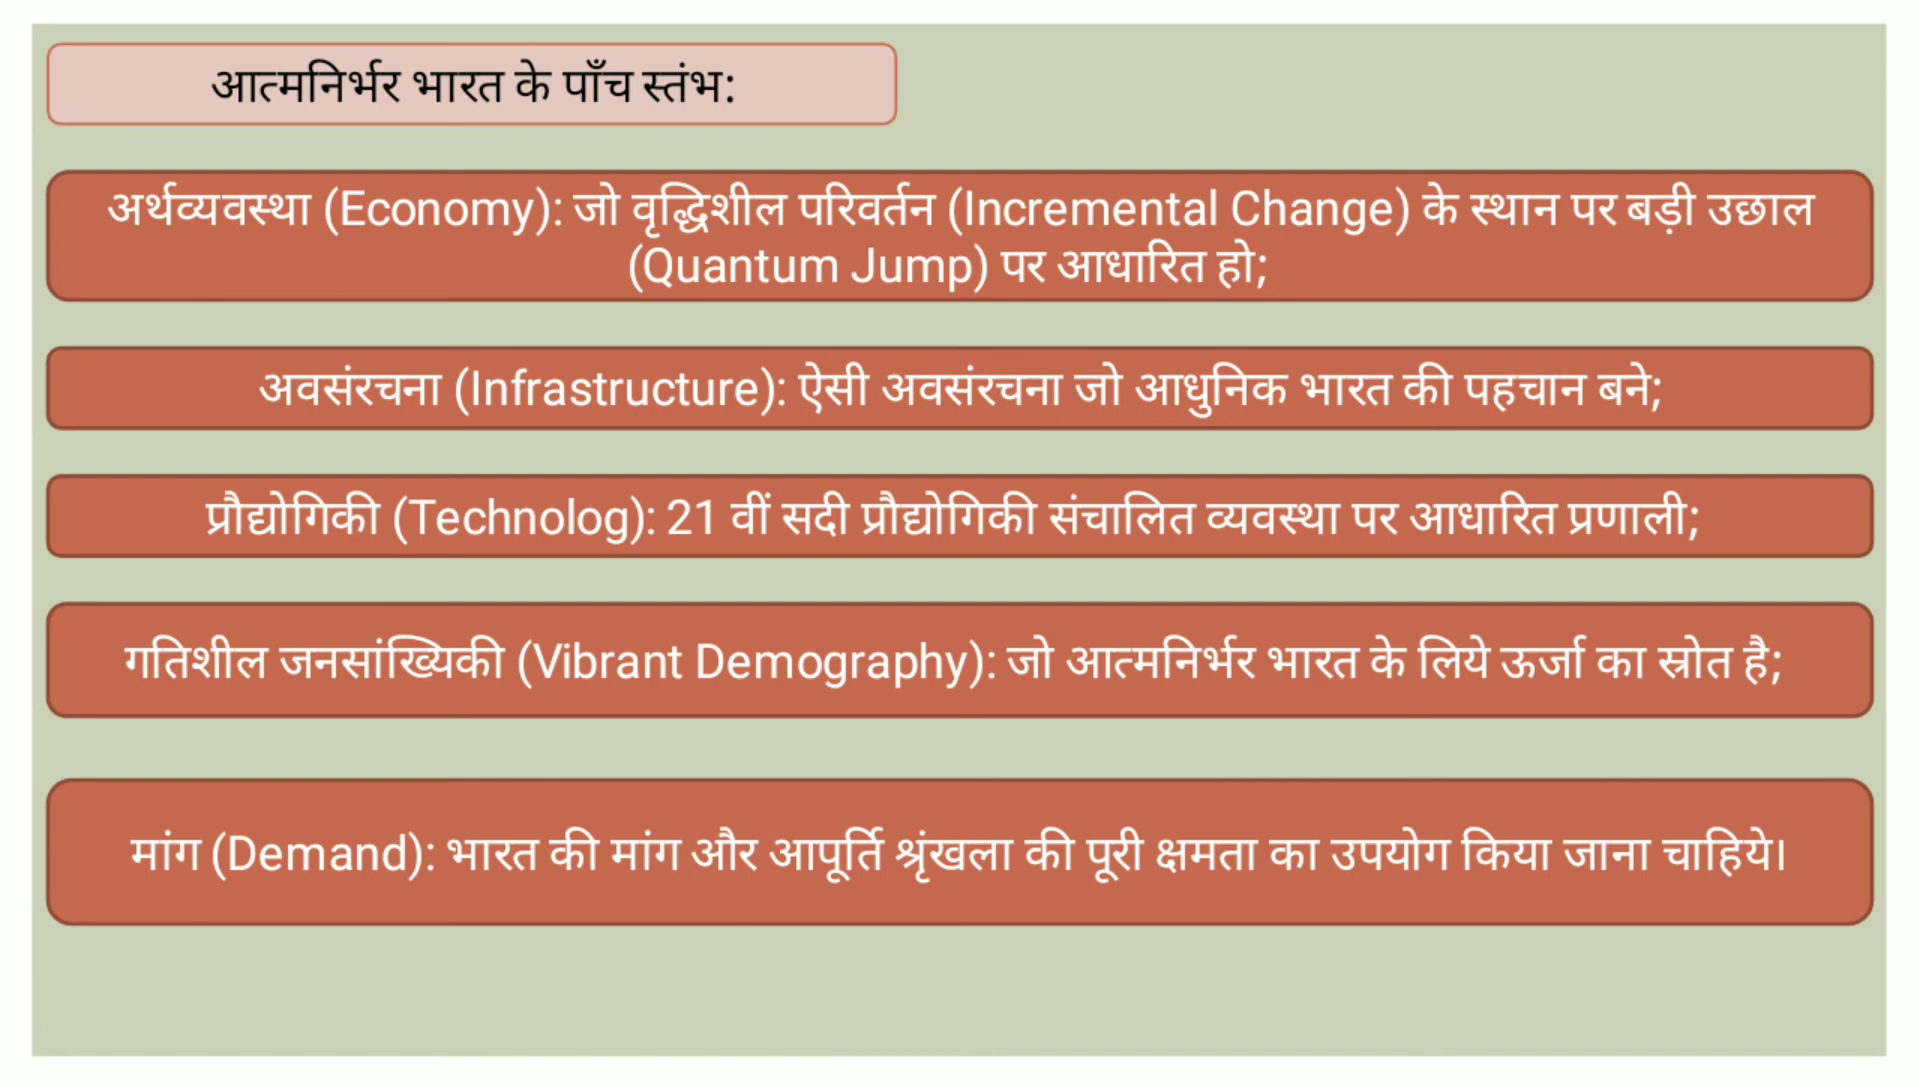 आत्मनिर्भर भारत के पाँच स्तंभ:
अर्थव्यवस्था (Economy): जो वृद्धिशील परिवर्तन (Incremental Change) के स्थान पर बड़ी उछाल
(Quantum Jump) पर आधारित हो;
अवसंरचना (Infrastructure): ऐसी अवसंरचना जो आधुनिक भारत की पहचान बने;
प्रौद्योगिकी (Technolog): 21 वीं सदी प्रौद्योगिकी संचालित व्यवस्था पर आधारित प्रणाली;
गतिशील जनसांख्यिकी (Vibrant Demography): जो आत्मनिर्भर भारत के लिये ऊर्जा का स्रोत है;
मांग (Demand): भारत की मांग और आपूर्ति श्रृंखला की पूरी क्षमता का उपयोग किया जाना चाहिये।